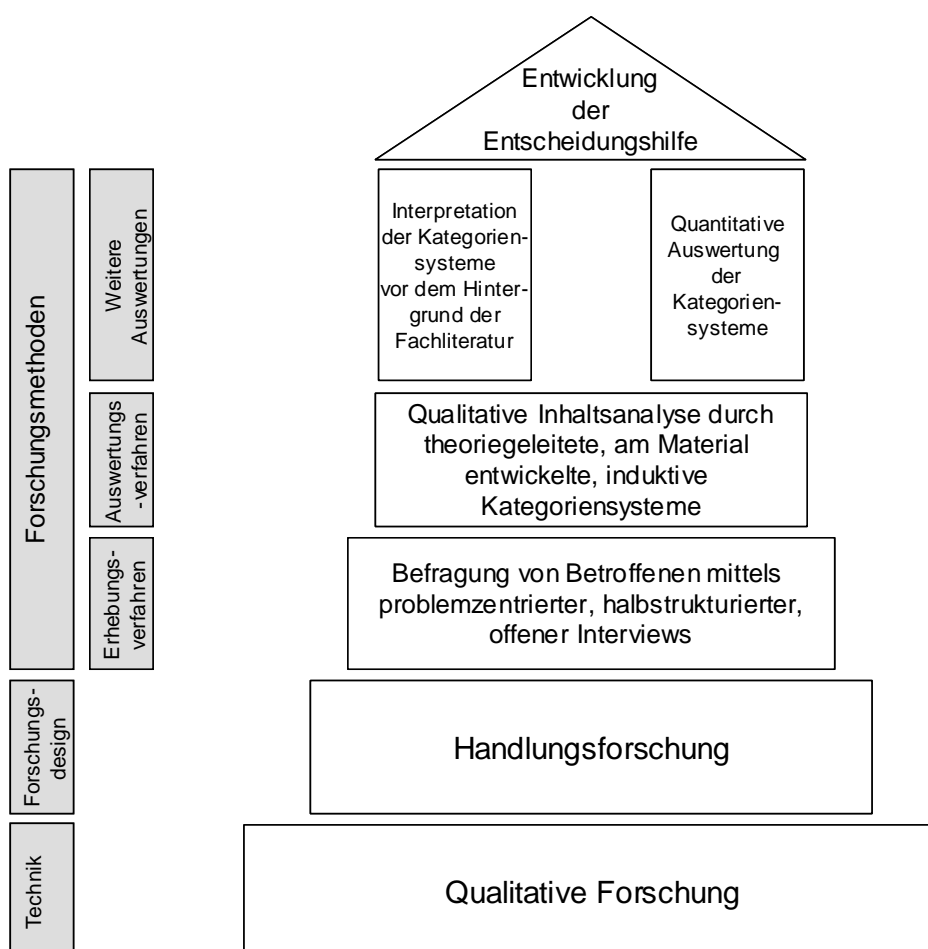 Entwicklung
der
Entscheidungshilfe
Forschungsmethoden
Weitere
Auswertungen
Interpretation
der Kategorien-
systeme
vor dem Hinter-
grund der
Fachliteratur
Quantitative
Auswertung
der
Kategorien-
systeme
Auswertungs
-verfahren
Qualitative Inhaltsanalyse durch
theoriegeleitete, am Material
entwickelte, induktive
Kategoriensysteme
Erhebungs-
verfahren
Befragung von Betroffenen mittels
problemzentrierter, halbstrukturierter,
offener Interviews
Forschungs-
design
Handlungsforschung
Technik
Qualitative Forschung